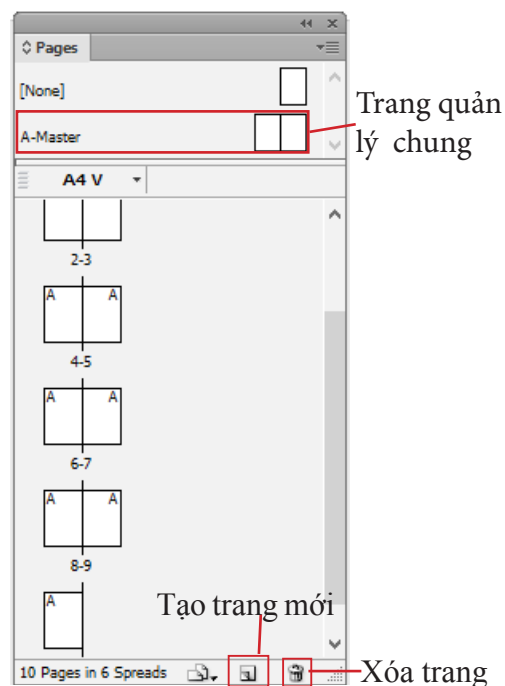 Pages
[None]
Trang quản
A-Master
lý chung
A4 V
2-3
A A
4-5
A A
6-7
A A
8-9
A
Tạo trang mới
10 Pages in 6 Spreads
Xóa trang